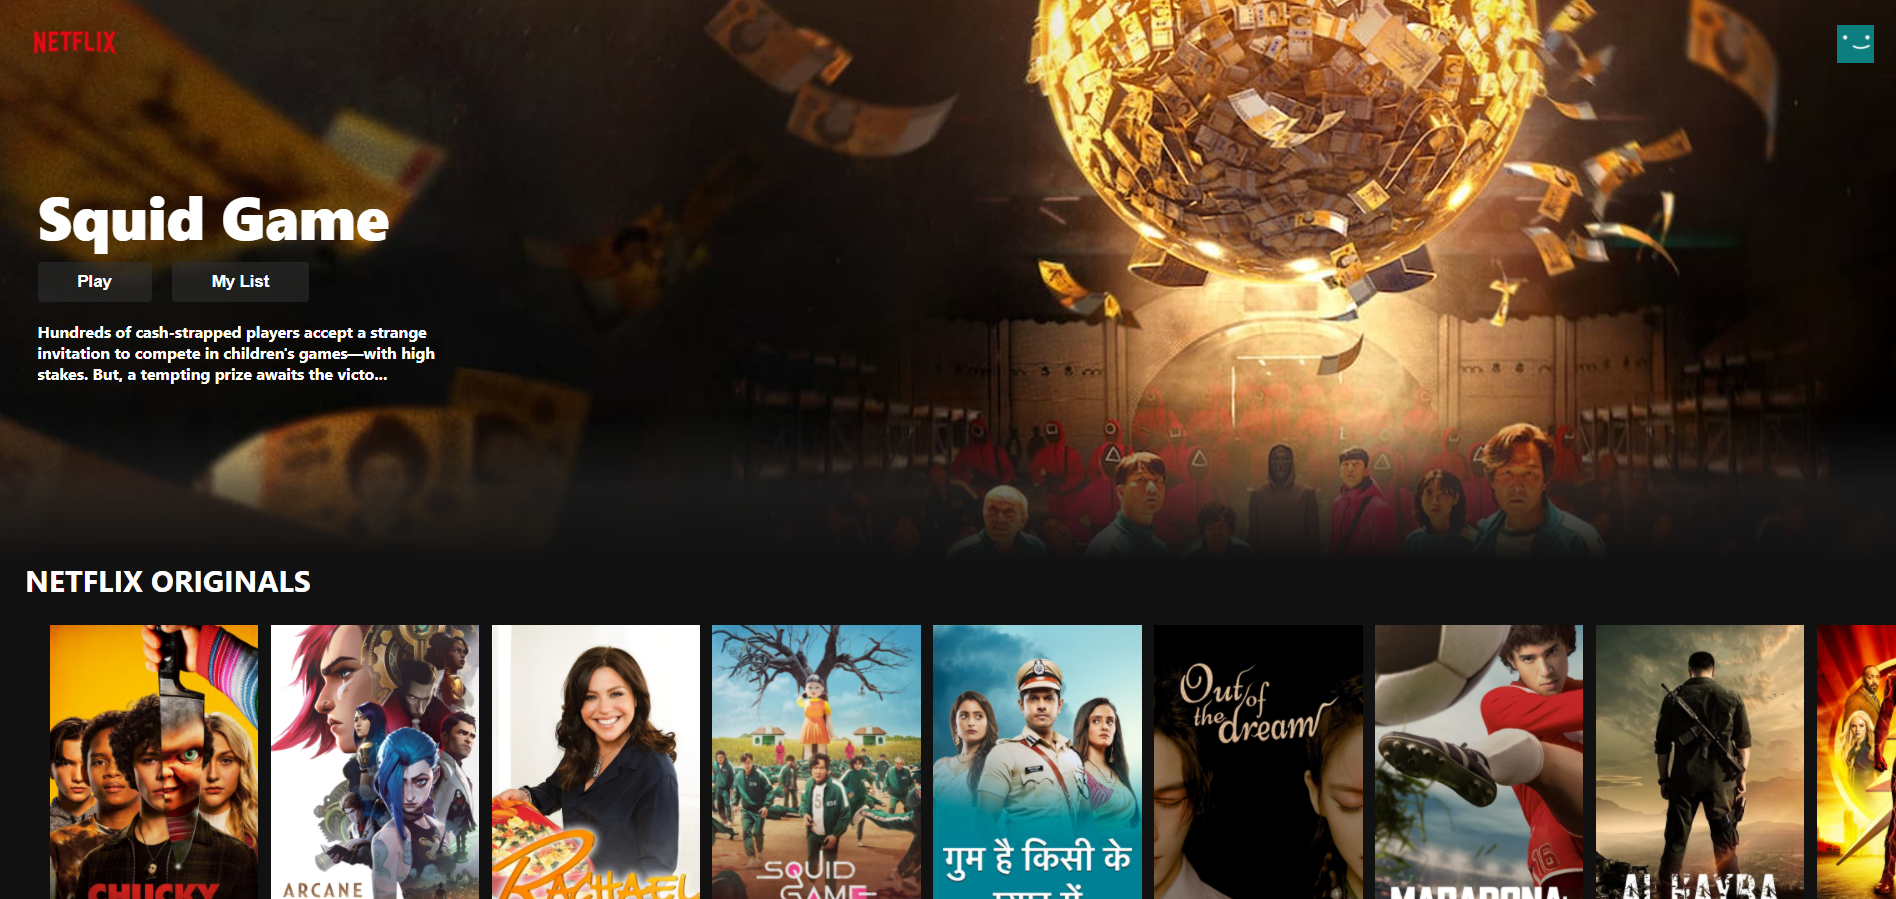 NETFLIX
Squid Game
Play
My List
Hundreds of cash-strapped players accept a strange
invitation to compete in children's games—with high
stakes. But, a tempting prize awaits the victo...
NETFLIX ORIGINALS
CHUCKY
ARCANE
RACHAEL
SQUID
GAME
गुम है किसी के
प्यार में
Out of
the dream
16
MARADONA:
AL HAYBA